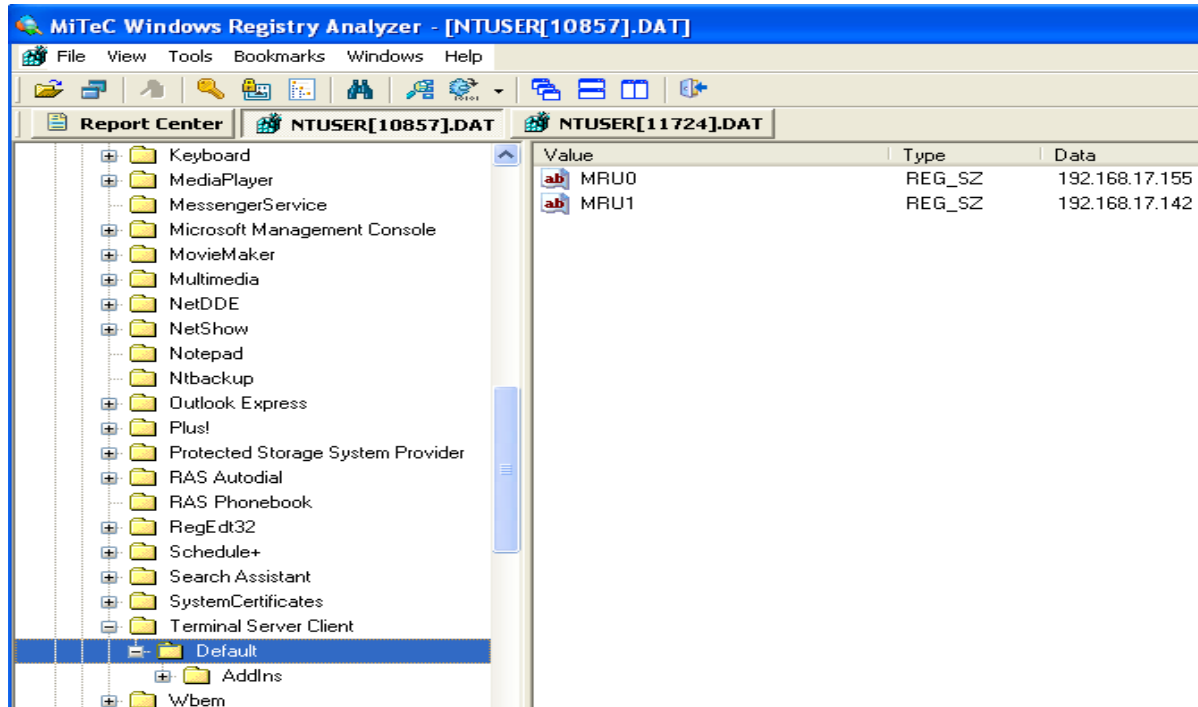 MiTeC Windows Registry Analyzer - [NTUSER[10857].DAT]
File View Tools Bookmarks Windows Help
Report Center NTUSER[10857].DAT NTUSER[11724].DAT
Keyboard
MediaPlayer
MessengerService
Microsoft Management Console
MovieMaker
Multimedia
NetDDE
NetShow
Notepad
Ntbackup
Outlook Express
Plus!
Protected Storage System Provider
RAS Autodial
RAS Phonebook
RegEdt32
Schedule+
Search Assistant
SystemCertificates
Terminal Server Client
Default
AddIns
Wbem
Value Type Data
ab MRU0 REG_SZ 192.168.17.155
ab MRU1 REG_SZ 192.168.17.142